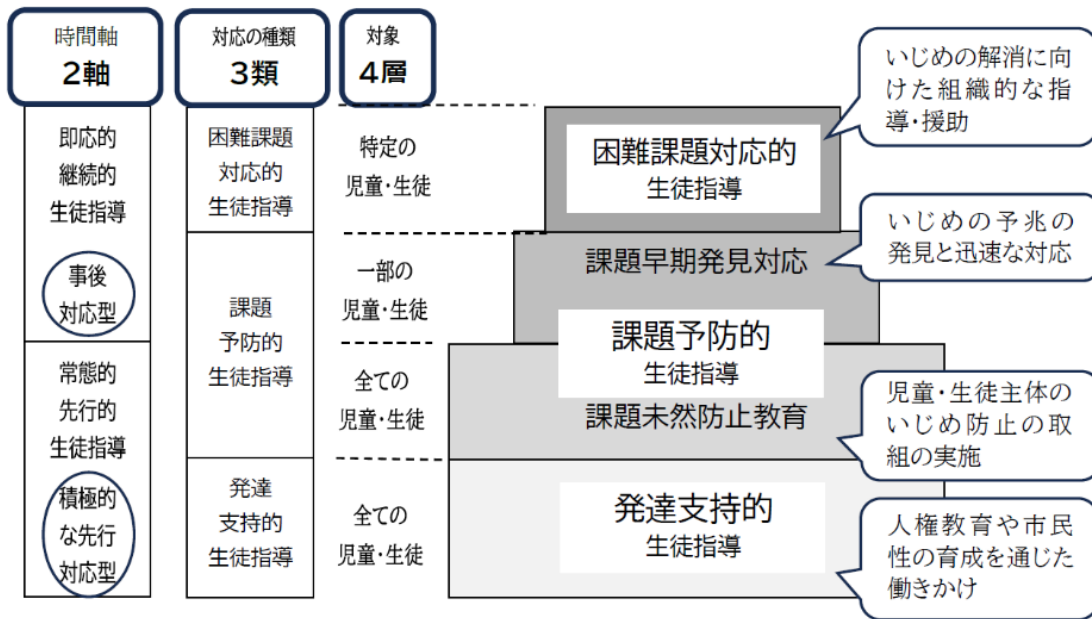 時間軸
2軸
対応の種類
3類
対象
4層
即応的
継続的
生徒指導
事後
対応型
常態的
先行的
生徒指導
積極的
な先行
対応型
困難課題
対応的
生徒指導
課題
予防的
生徒指導
発達
支持的
生徒指導
特定の
児童・生徒
一部の
児童・生徒
全ての
児童・生徒
全ての
児童・生徒
困難課題対応的
生徒指導
課題早期発見対応
課題予防的
生徒指導
課題未然防止教育
発達支持的
生徒指導
いじめの解消に向
けた組織的な指
導・援助
いじめの予兆の
発見と迅速な対応
児童・生徒主体の
いじめ防止の取
組の実施
人権教育や市民
性の育成を通じた
働きかけ